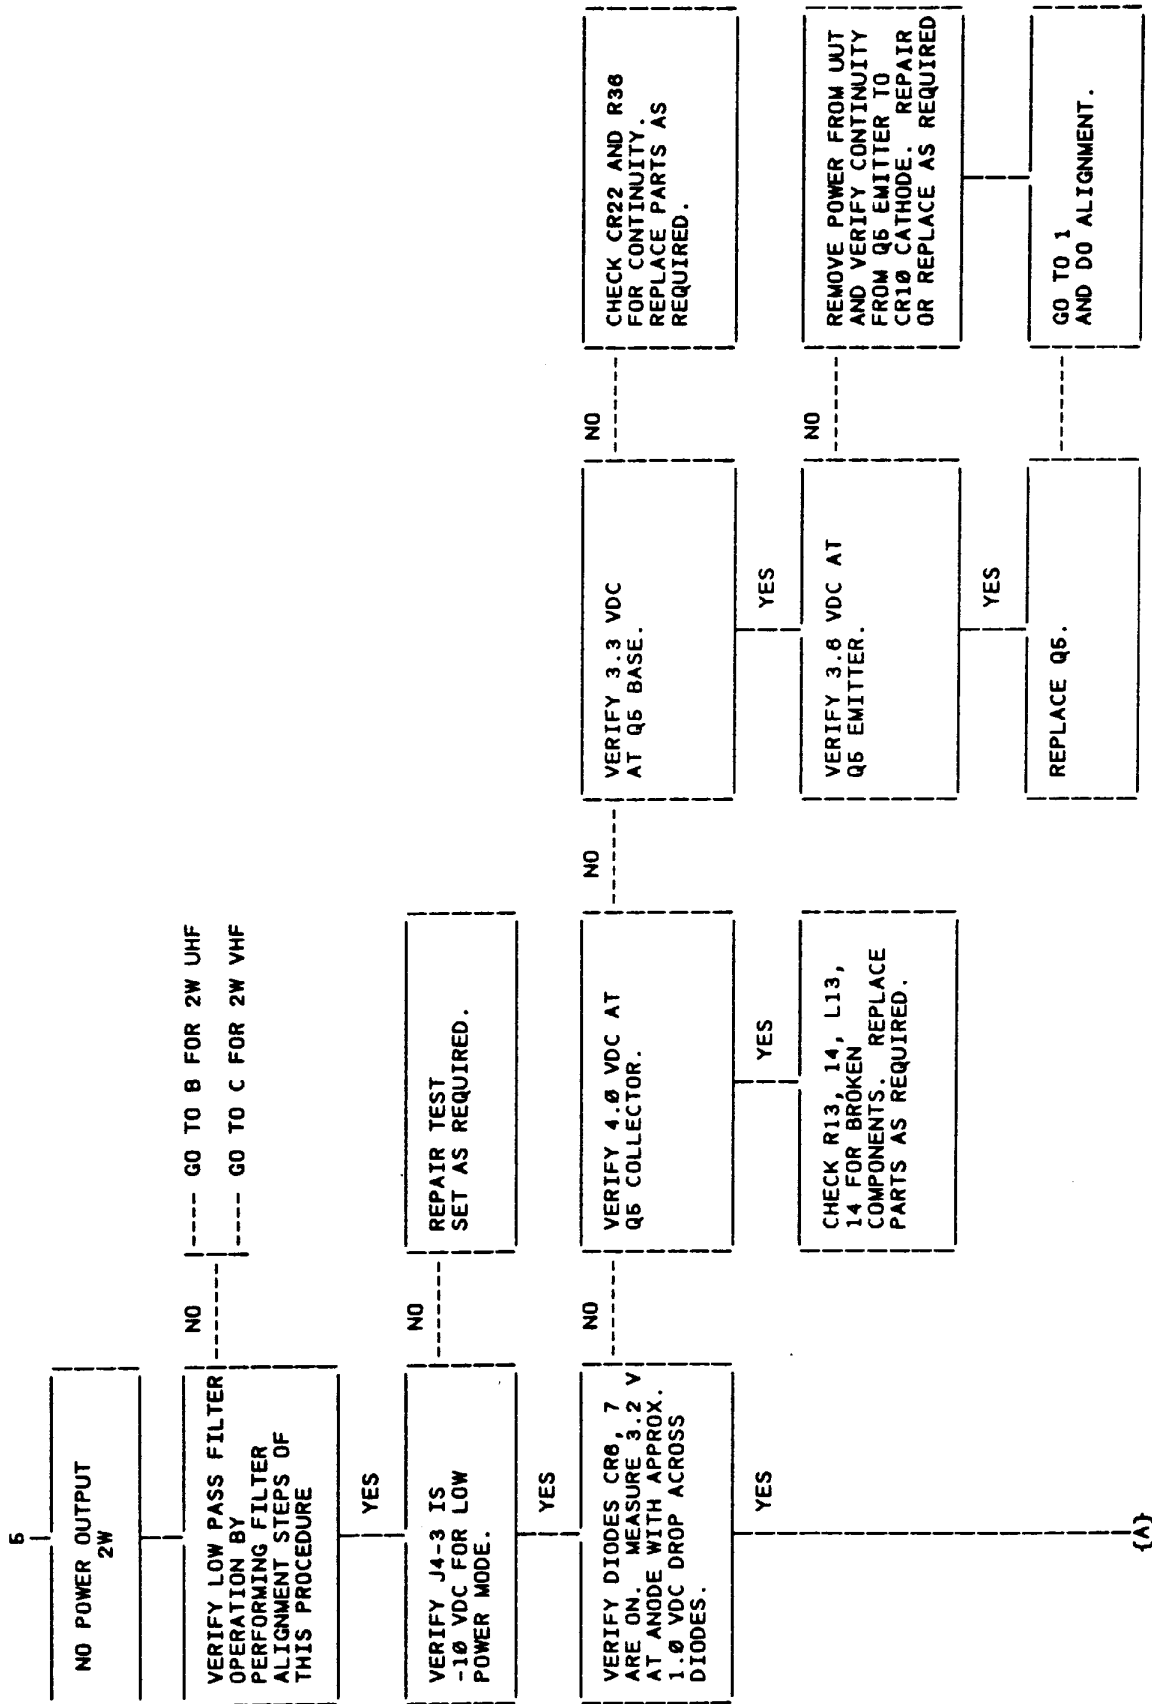 5
NO POWER OUTPUT
2W
VERIFY LOW PASS FILTER
OPERATION BY
PERFORMING FILTER
ALIGNMENT STEPS OF
THIS PROCEDURE
NO
GO TO B FOR 2W UHF
GO TO C FOR 2W VHF
YES
VERIFY J4-3 IS
-10 VDC FOR LOW
POWER MODE.
NO
REPAIR TEST
SET AS REQUIRED.
YES
VERIFY DIODES CR6, 7
ARE ON. MEASURE 3.2 V
AT ANODE WITH APPROX.
1.0 VDC DROP ACROSS
DIODES.
NO
VERIFY 4.0 VDC AT
Q5 COLLECTOR.
NO
VERIFY 3.3 VDC
AT Q5 BASE.
NO
CHECK CR22 AND R36
FOR CONTINUITY.
REPLACE PARTS AS
REQUIRED.
YES
YES
YES
CHECK R13, 14, L13,
14 FOR BROKEN
COMPONENTS. REPLACE
PARTS AS REQUIRED.
VERIFY 3.6 VDC AT
Q5 EMITTER.
NO
REMOVE POWER FROM UUT
AND VERIFY CONTINUITY
FROM Q5 EMITTER TO
CR10 CATHODE. REPAIR
OR REPLACE AS REQUIRED
YES
REPLACE Q5.
GO TO 1
AND DO ALIGNMENT.
{A}